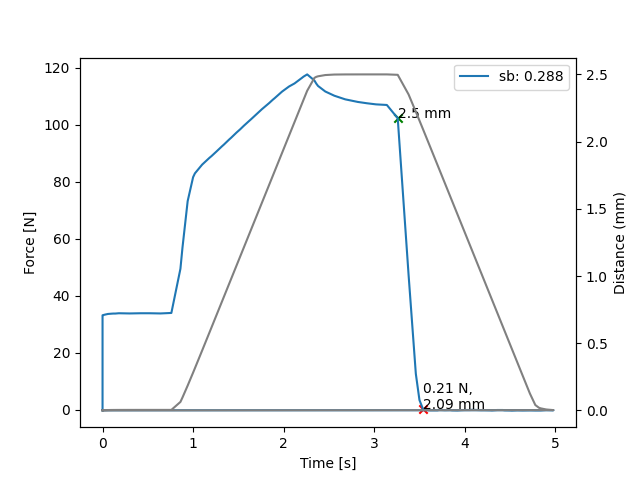 sb: 0.288
120
100
80
60
40
20
0
Force [N]
2.5
2.0
1.5
1.0
0.5
0.0
Distance (mm)
2.5 mm
0.21 N,
2.09 mm
0 1 2 3 4 5
Time [s]